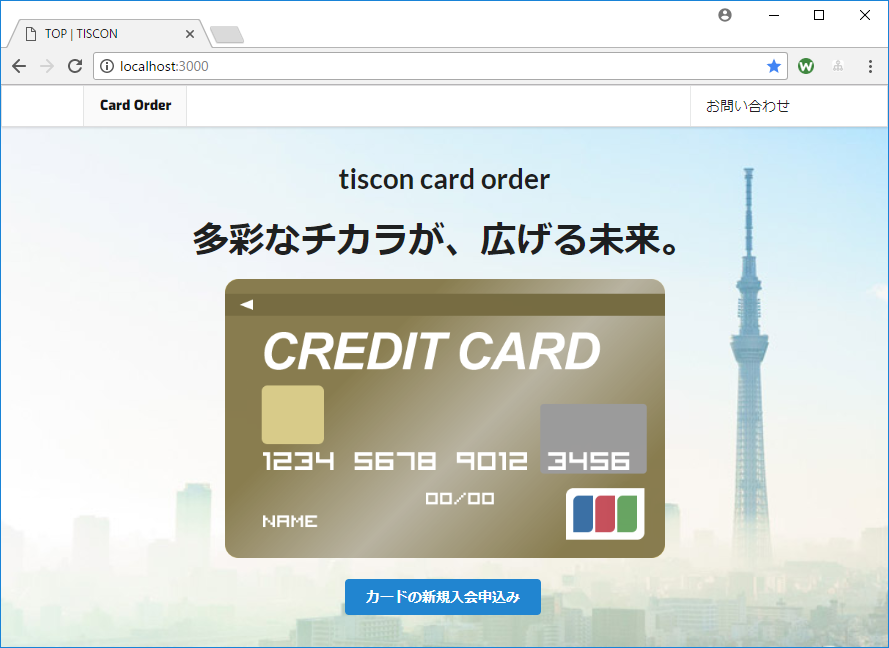 TOP | TISCON
localhost:3000
Card Order
お問い合わせ
tiscon card order
多彩なチカラが、広げる未来。
CREDIT CARD
1234 5678 9012 3456
00/00
NAME
カードの新規入会申込み